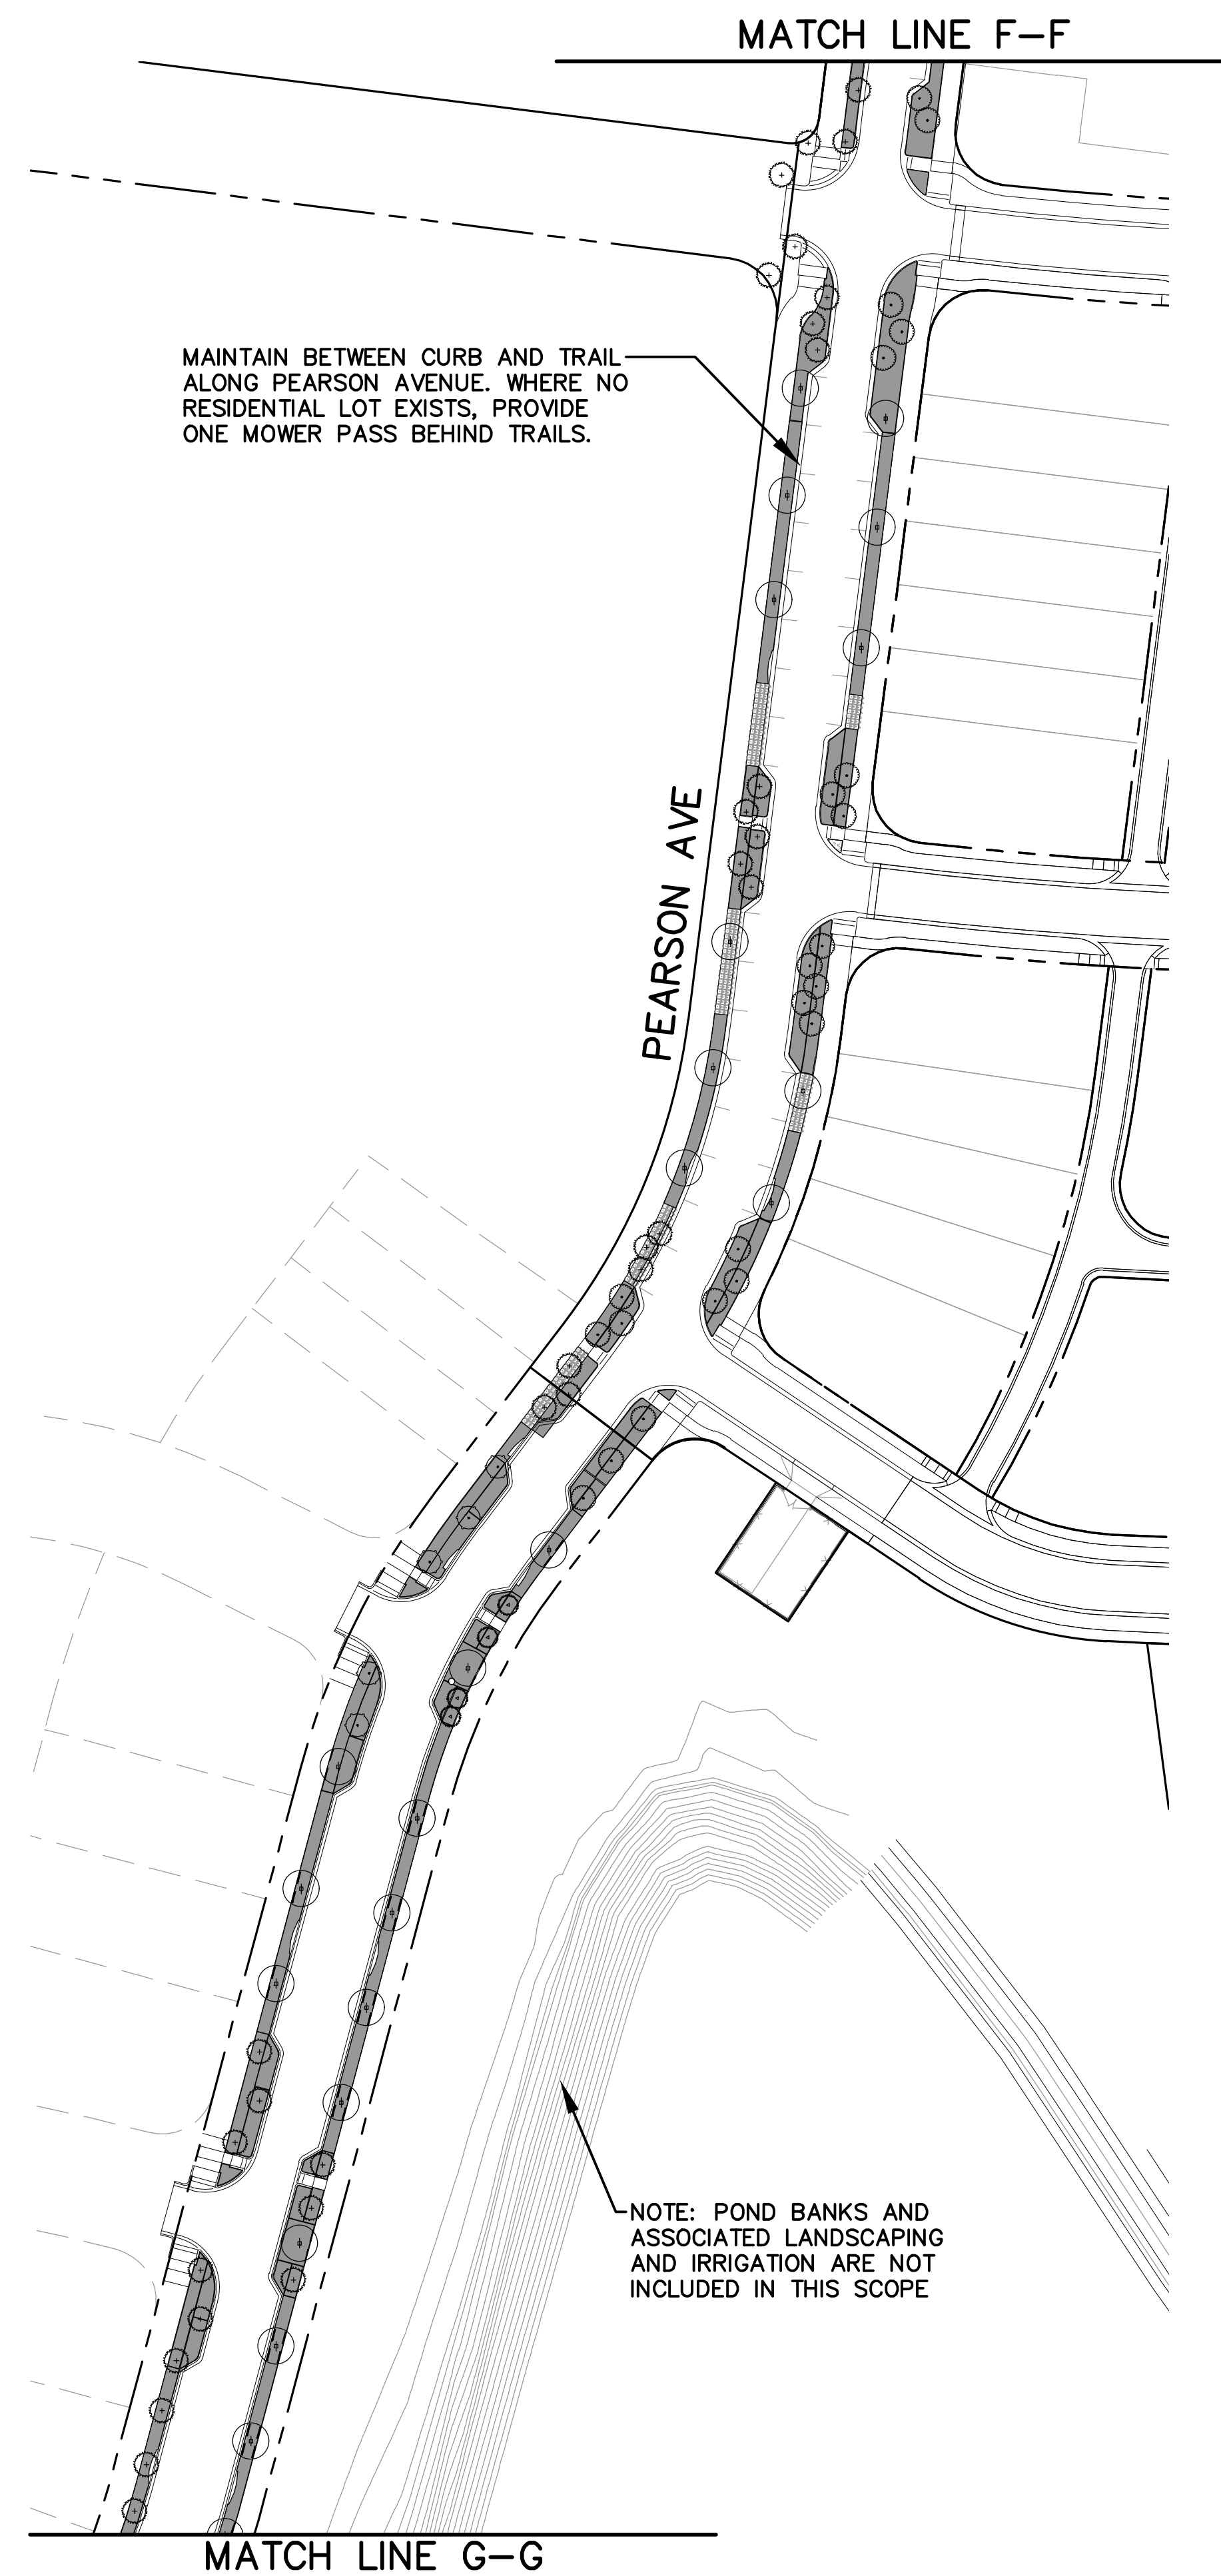 MATCH LINE F-F
MAINTAIN BETWEEN CURB AND TRAIL
ALONG PEARSON AVENUE. WHERE NO
RESIDENTIAL LOT EXISTS, PROVIDE
ONE MOWER PASS BEHIND TRAILS.
PEARSON AVE
NOTE: POND BANKS AND
ASSOCIATED LANDSCAPING
AND IRRIGATION ARE NOT
INCLUDED IN THIS SCOPE
MATCH LINE G-G